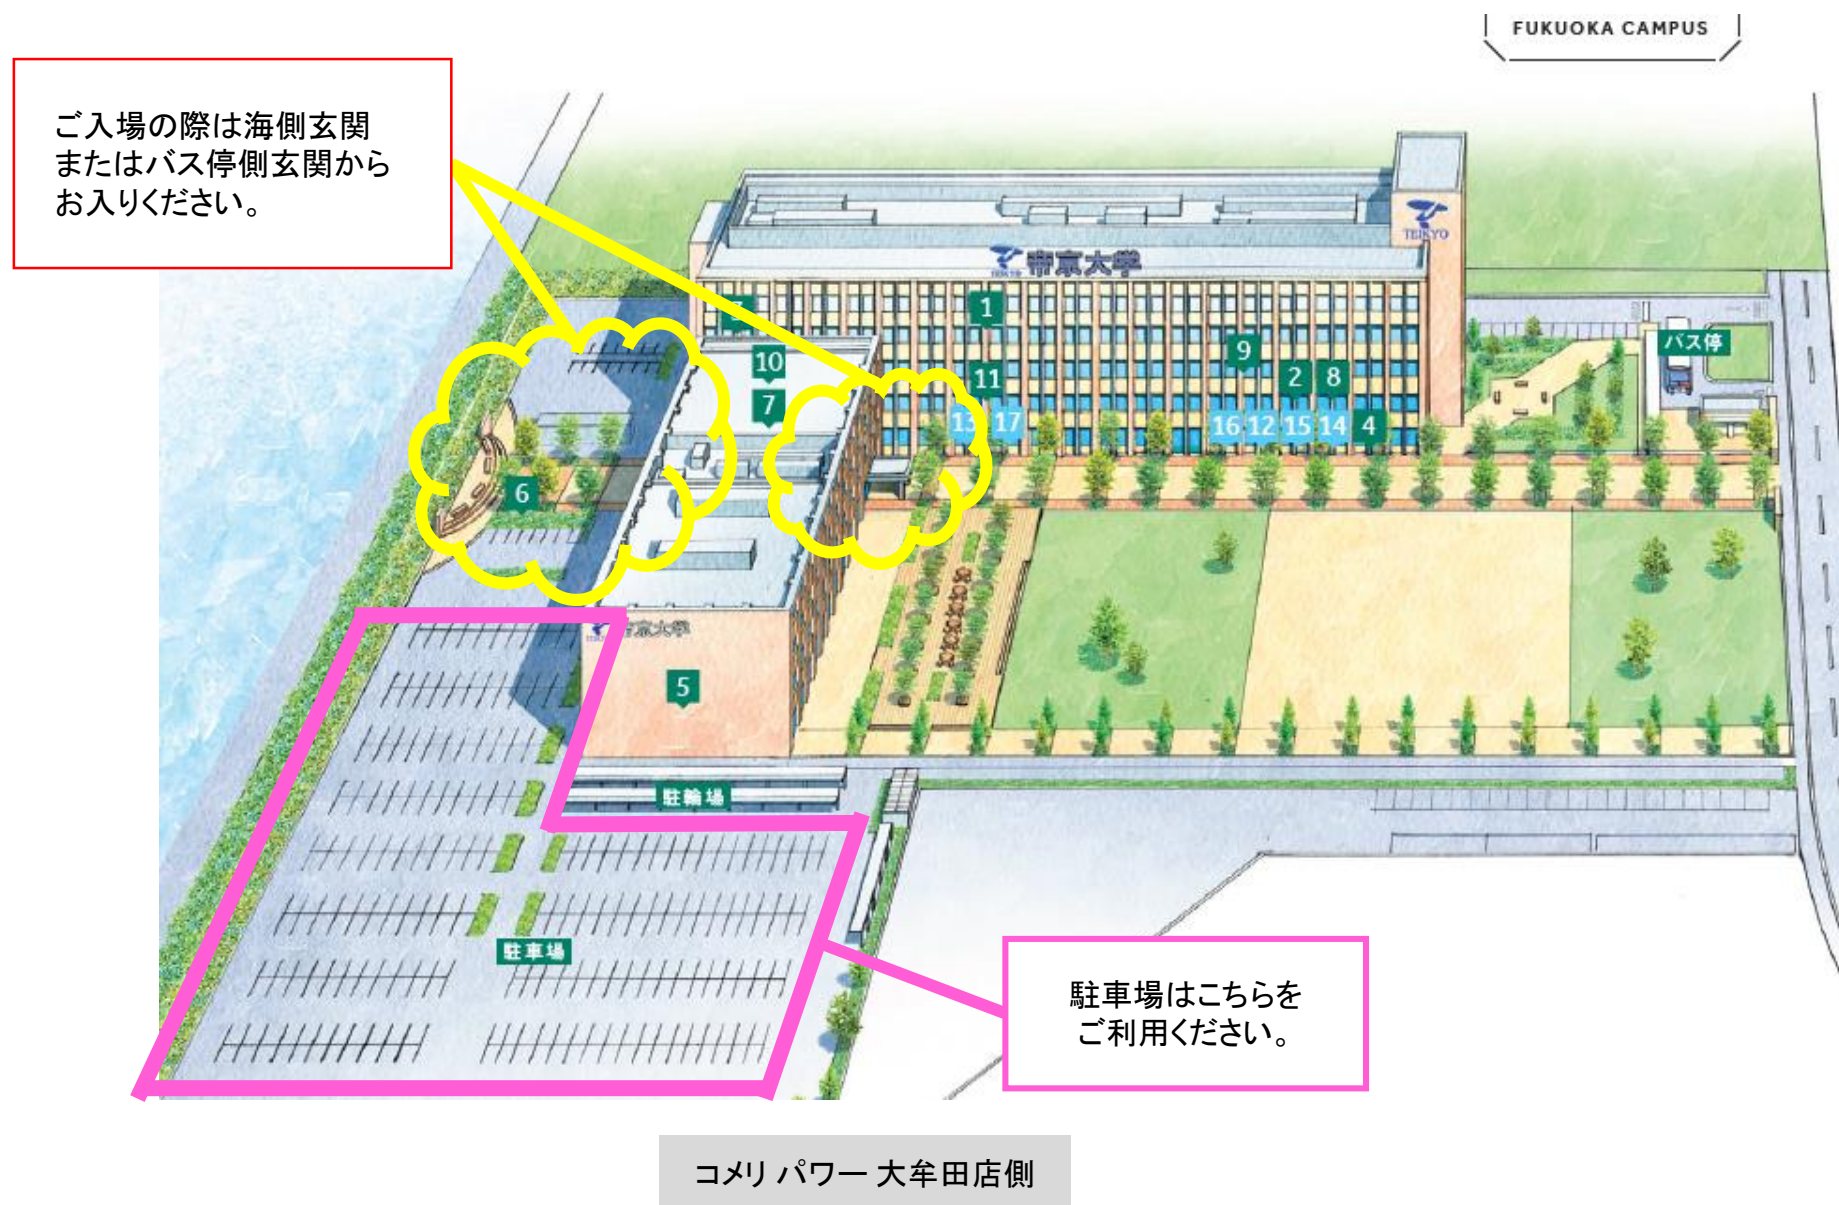 FUKUOKA CAMPUS
ご入場の際は海側玄関
またはバス停側玄関から
お入りください。
TEIKYO
TEIKYO 帝京大学
1
10
7
11
9
2 8
バス停
13 17
16 12 15 14 4
6
帝京大学
5
駐輪場
駐車場
駐車場はこちらを
ご利用ください。
コメリ パワー 大牟田店側